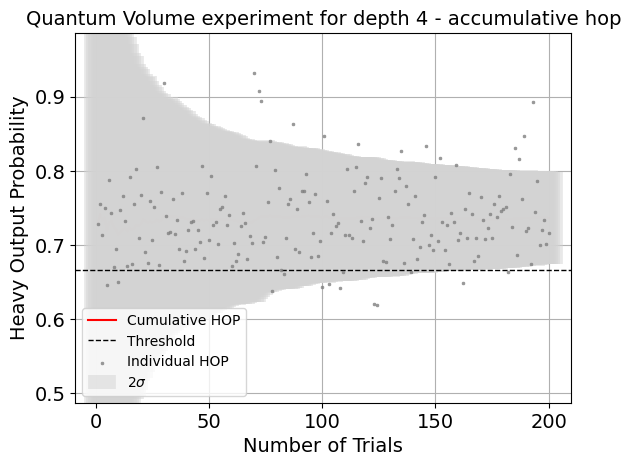 Quantum Volume experiment for depth 4 - accumulative hop
Heavy Output Probability
0.9
0.8
0.7
0.6
0.5
Cumulative HOP
Threshold
Individual HOP
2σ
0 50 100 150 200
Number of Trials